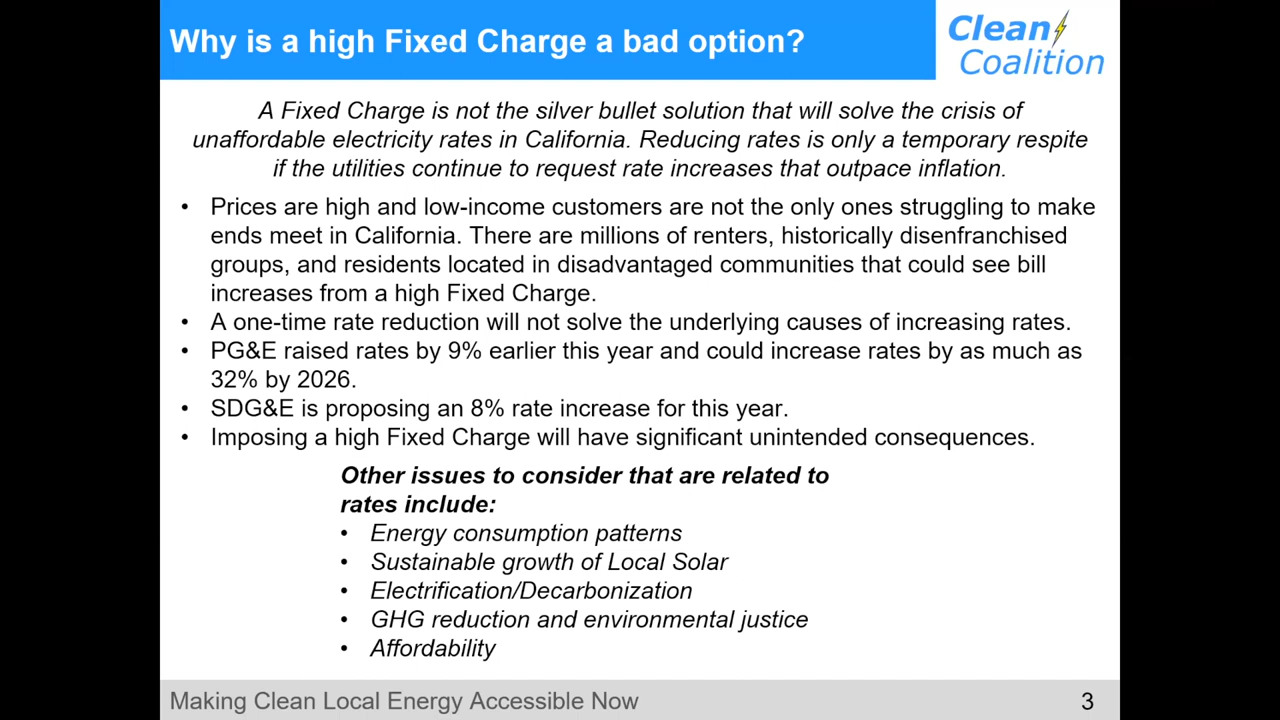 Why is a high Fixed Charge a bad option?
Clean
Coalition
A Fixed Charge is not the silver bullet solution that will solve the crisis of
unaffordable electricity rates in California. Reducing rates is only a temporary respite
if the utilities continue to request rate increases that outpace inflation.
• Prices are high and low-income customers are not the only ones struggling to make
ends meet in California. There are millions of renters, historically disenfranchised
groups, and residents located in disadvantaged communities that could see bill
increases from a high Fixed Charge.
• A one-time rate reduction will not solve the underlying causes of increasing rates.
• PG&E raised rates by 9% earlier this year and could increase rates by as much as
32% by 2026.
• SDG&E is proposing an 8% rate increase for this year.
• Imposing a high Fixed Charge will have significant unintended consequences.
Other issues to consider that are related to
rates include:
• Energy consumption patterns
• Sustainable growth of Local Solar
• Electrification/Decarbonization
• GHG reduction and environmental justice
• Affordability
Making Clean Local Energy Accessible Now
3